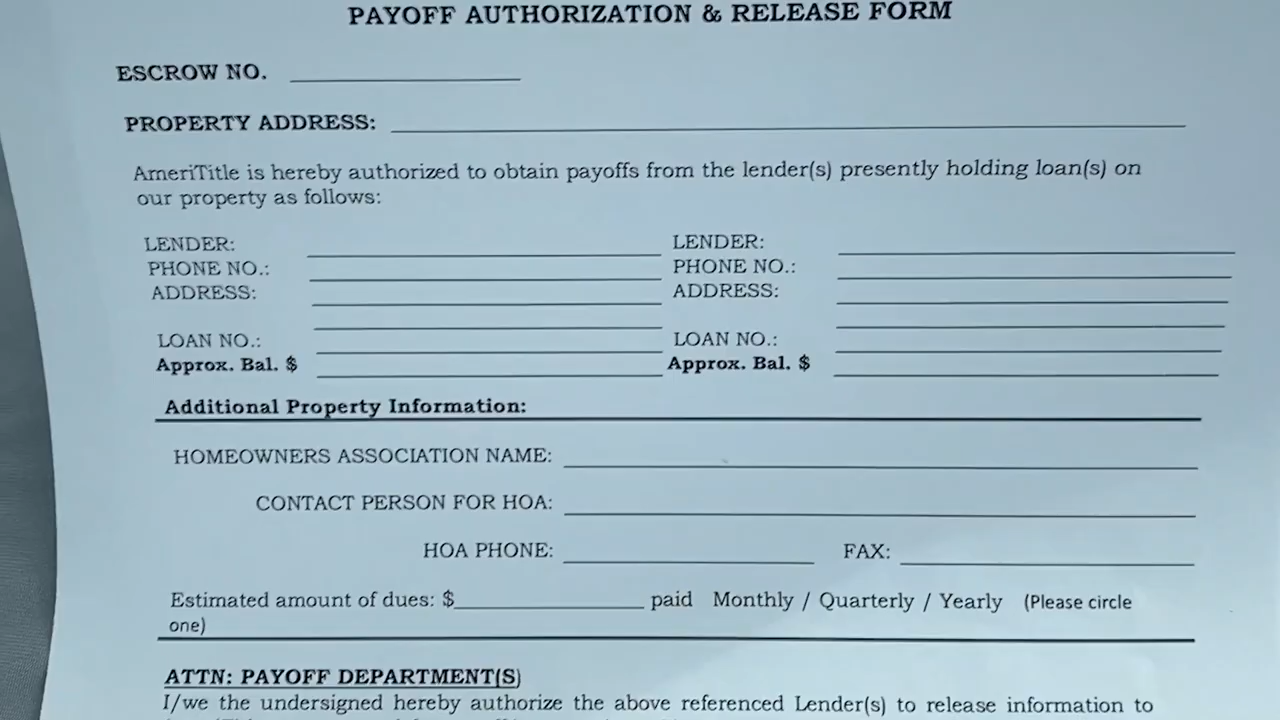 PAYOFF AUTHORIZATION & RELEASE FORM
ESCROW NO.
PROPERTY ADDRESS:
AmeriTitle is hereby authorized to obtain payoffs from the lender(s) presently holding loan(s) on
our property as follows:
LENDER: LENDER:
PHONE NO.: PHONE NO.:
ADDRESS: ADDRESS:
LOAN NO.: LOAN NO.:
Approx. Bal. $ Approx. Bal. $
Additional Property Information:
HOMEOWNERS ASSOCIATION NAME:
CONTACT PERSON FOR HOA:
HOA PHONE: FAX:
Estimated amount of dues: $ paid Monthly / Quarterly / Yearly (Please circle
one)
ATTN: PAYOFF DEPARTMENT(S)
I/we the undersigned hereby authorize the above referenced Lender(s) to release information to